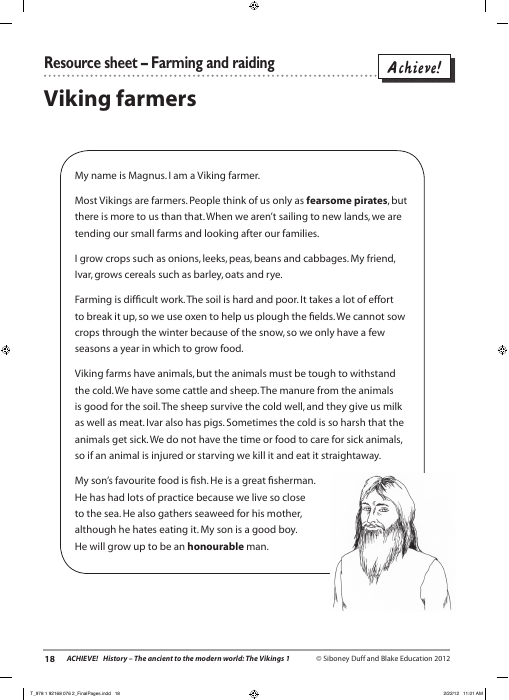 Resource sheet – Farming and raiding
Achieve!
Viking farmers
My name is Magnus. I am a Viking farmer.
Most Vikings are farmers. People think of us only as fearsome pirates, but
there is more to us than that. When we aren't sailing to new lands, we are
tending our small farms and looking after our families.
I grow crops such as onions, leeks, peas, beans and cabbages. My friend,
Ivar, grows cereals such as barley, oats and rye.
Farming is difficult work. The soil is hard and poor. It takes a lot of effort
to break it up, so we use oxen to help us plough the fields. We cannot sow
crops through the winter because of the snow, so we only have a few
seasons a year in which to grow food.
Viking farms have animals, but the animals must be tough to withstand
the cold. We have some cattle and sheep. The manure from the animals
is good for the soil. The sheep survive the cold well, and they give us milk
as well as meat. Ivar also has pigs. Sometimes the cold is so harsh that the
animals get sick. We do not have the time or food to care for sick animals,
so if an animal is injured or starving we kill it and eat it straightaway.
My son's favourite food is fish. He is a great fisherman.
He has had lots of practice because we live so close
to the sea. He also gathers seaweed for his mother,
although he hates eating it. My son is a good boy.
He will grow up to be an honourable man.
18 ACHIEVE! History – The ancient to the modern world: The Vikings 1 © Siboney Duff and Blake Education 2012